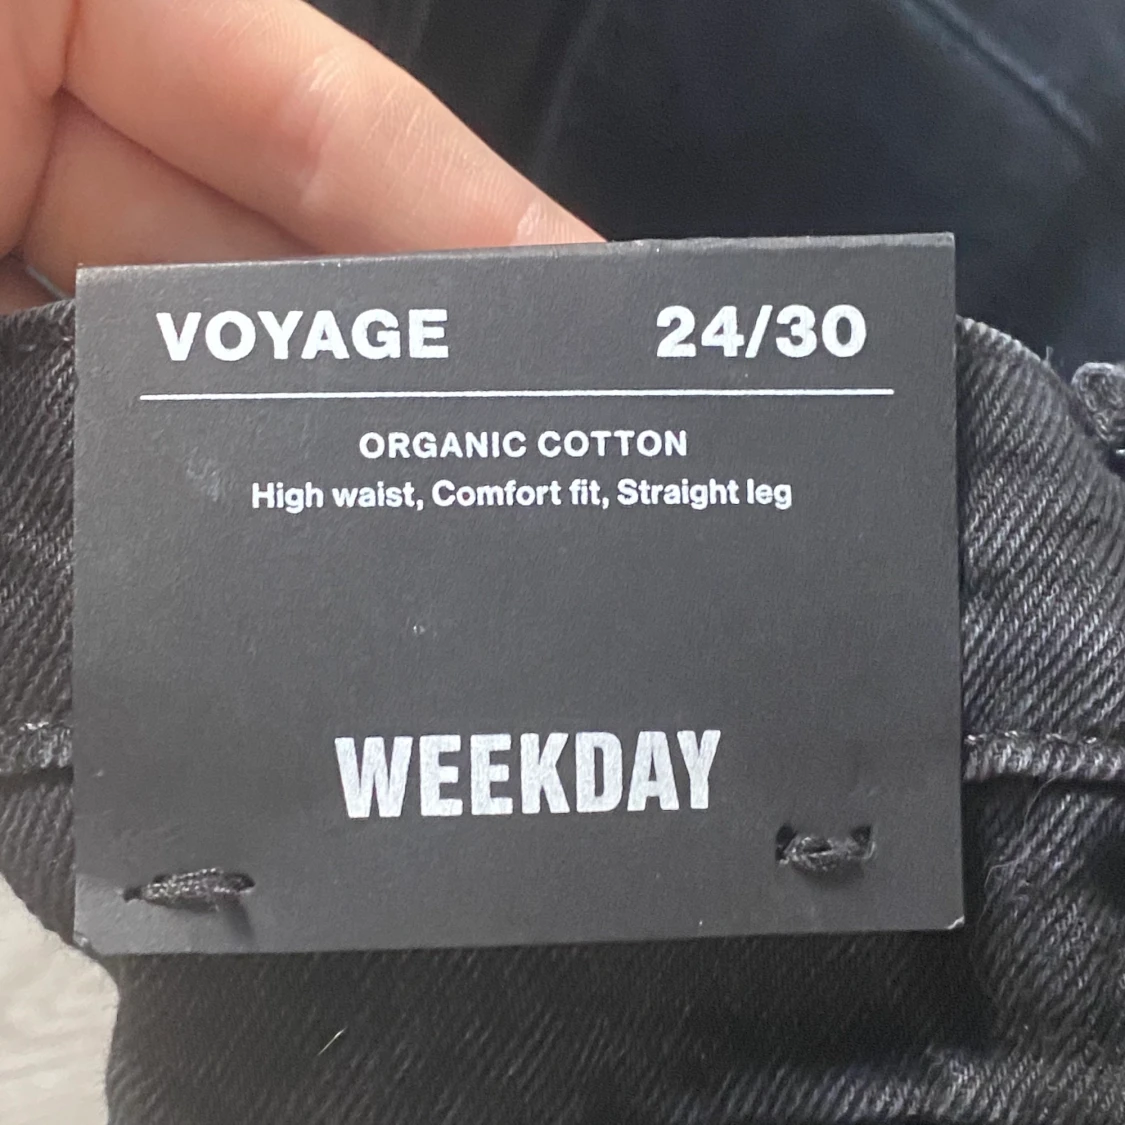 VOYAGE 24/30
ORGANIC COTTON
High waist, Comfort fit, Straight leg
WEEKDAY